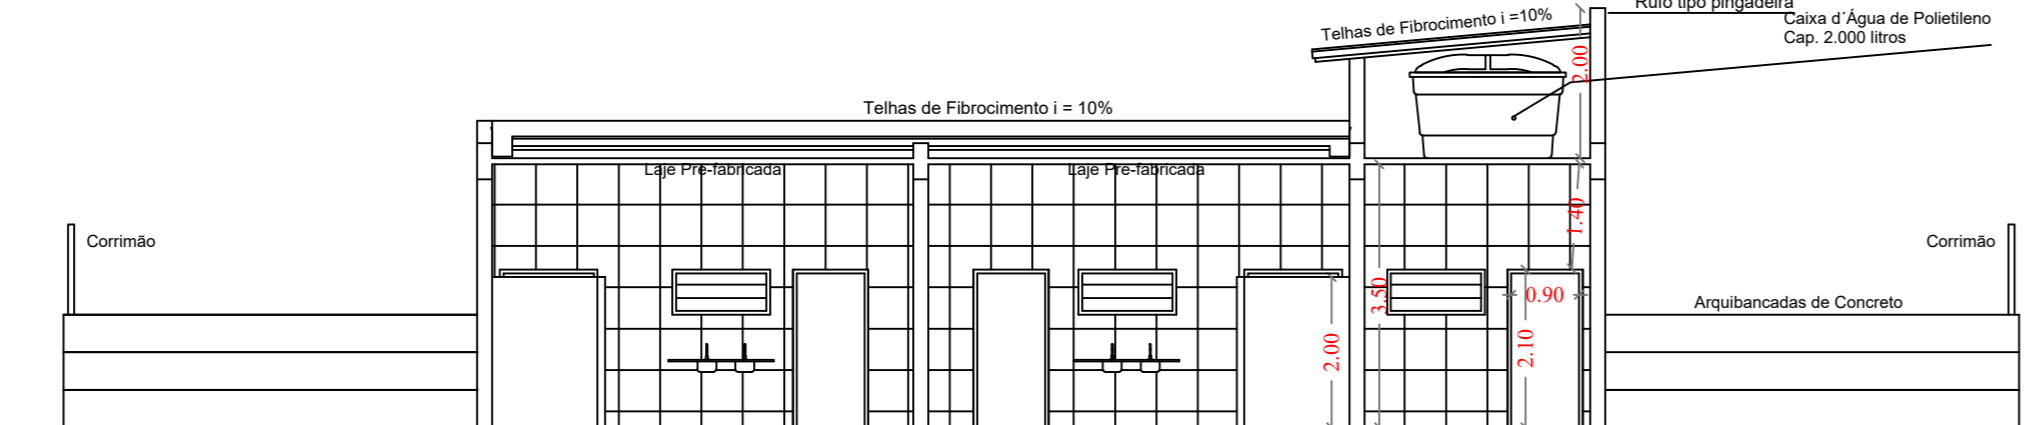 Rufo tipo pingadeira
Telhas de Fibrocimento i =10%
Caixa d´Água de Polietileno
Cap. 2.000 litros
2.00
Telhas de Fibrocimento i = 10%
Laje Pre-fabricada
Laje Pre-fabricada
1.40
Corrimão
Corrimão
3.50
0.90
Arquibancadas de Concreto
2.00
2.10